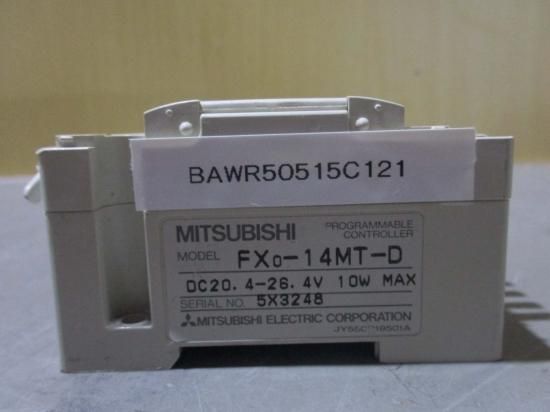 BAWR50515C121
MITSUBISHI PROGRAMMABLE CONTROLLER
MODEL FX0-14MT-D
DC20.4-26.4V 10W MAX
SERIAL NO. 5X3248
MITSUBISHI ELECTRIC CORPORATION